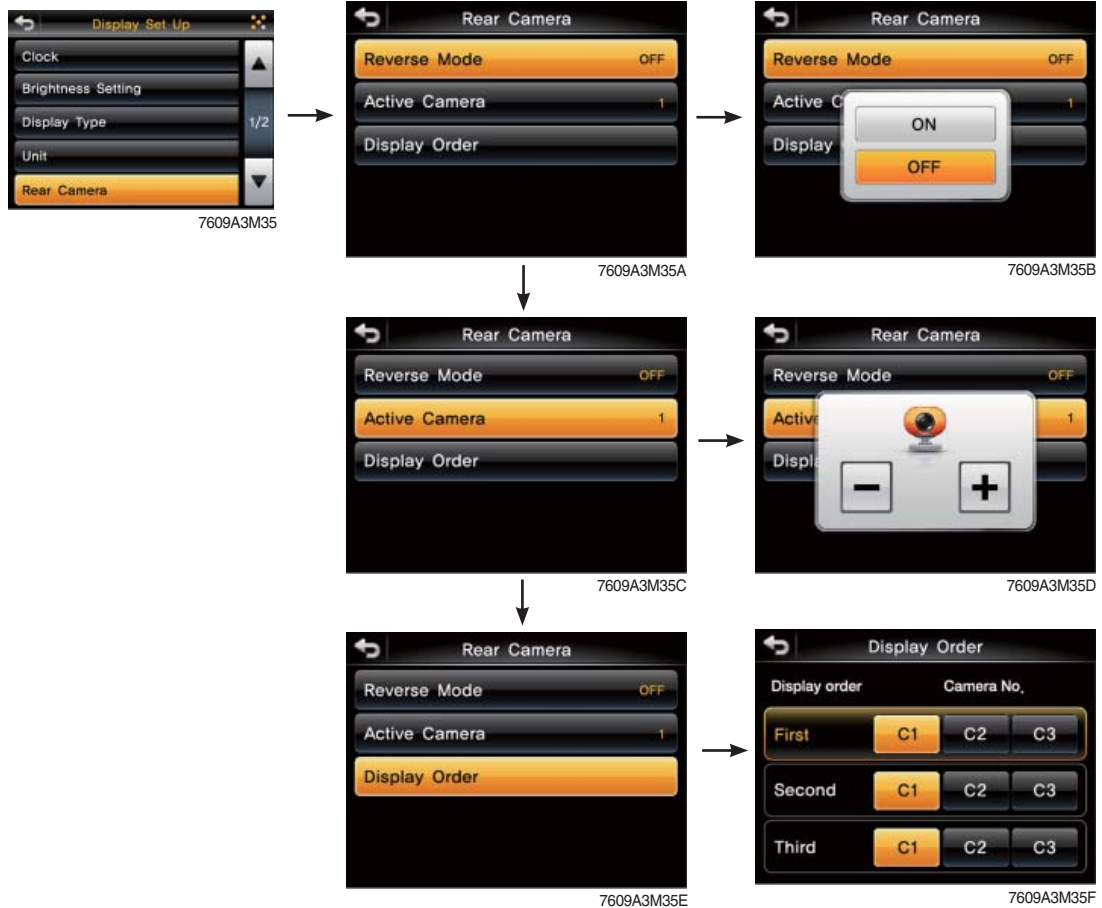 Display Set Up
Clock
Brightness Setting
Display Type
Unit
Rear Camera
1/2
7609A3M35
Rear Camera
Reverse Mode OFF
Active Camera 1
Display Order
7609A3M35A
Rear Camera
Reverse Mode OFF
Active C 1
Display
ON
OFF
7609A3M35B
Rear Camera
Reverse Mode OFF
Active Camera 1
Display Order
7609A3M35C
Rear Camera
Reverse Mode OFF
Active 1
Displa
− +
7609A3M35D
Rear Camera
Reverse Mode OFF
Active Camera 1
Display Order
7609A3M35E
Display Order
Display order Camera No.
First C1 C2 C3
Second C1 C2 C3
Third C1 C2 C3
7609A3M35F